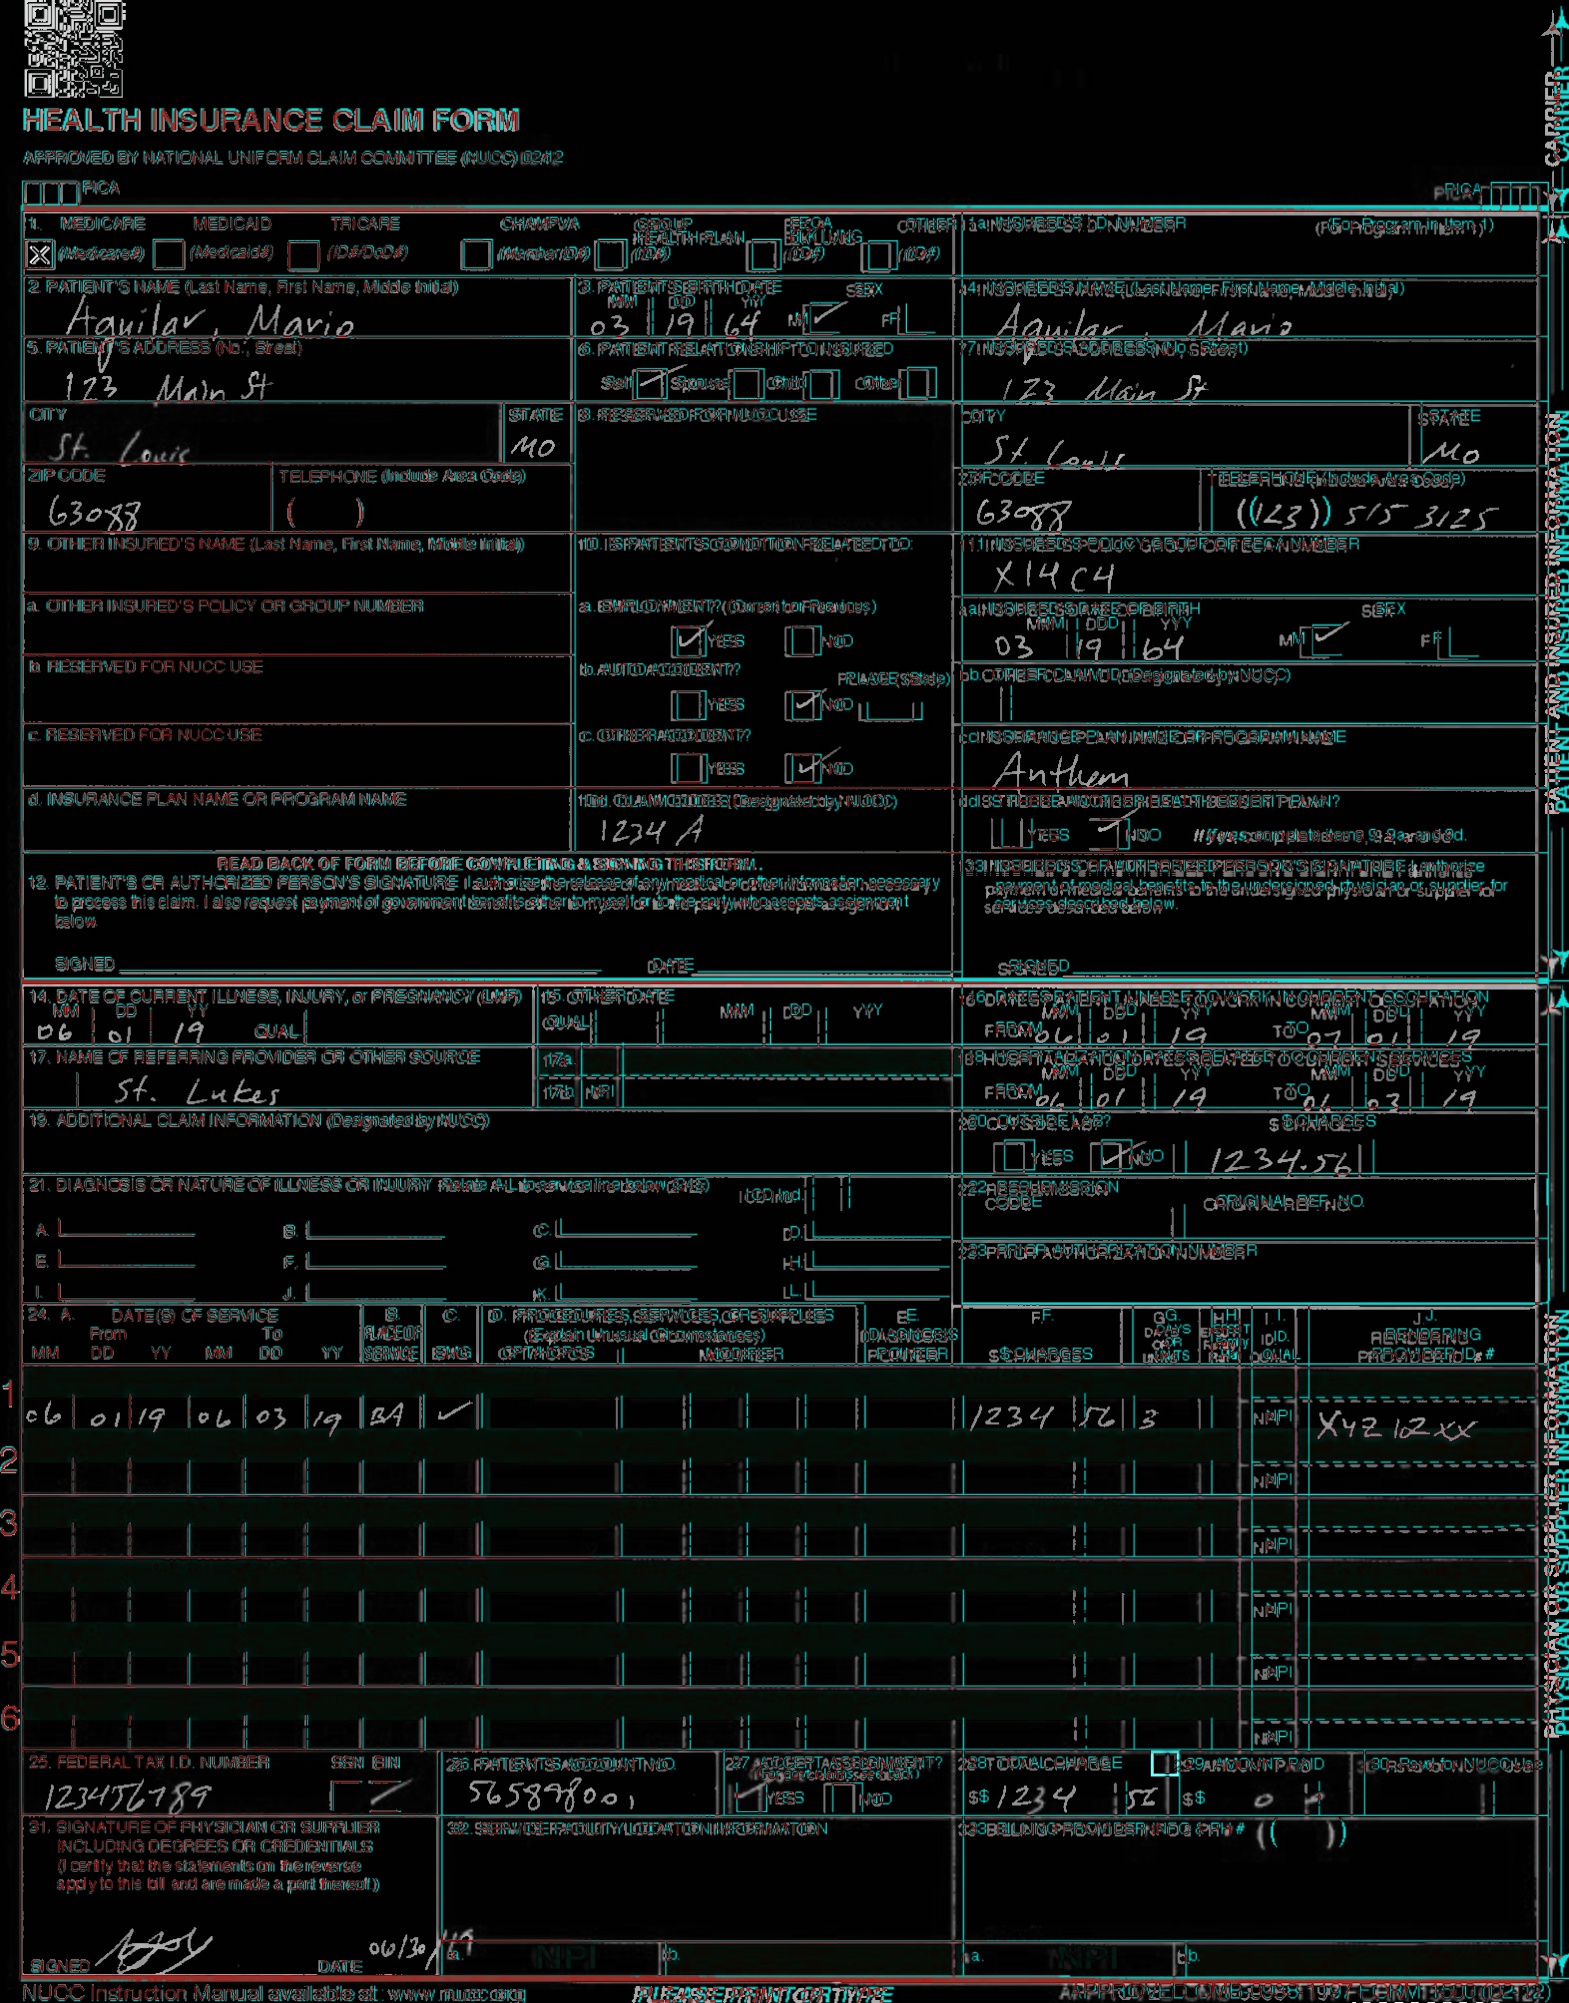 HEALTH INSURANCE CLAIM FORM
APPROVED BY NATIONAL UNIFORM CLAIM COMMITTEE (NUCC) 02/12
PICA PICA
CARRIER
1. MEDICARE MEDICAID TRICARE CHAMPVA GROUP HEALTH PLAN FECA BLK LUNG OTHER 1a. INSURED'S I.D. NUMBER (For Program in Item 1)
(Medicare#) (Medicaid#) (ID#/DoD#) (Member ID#) (ID#) (ID#) (ID#)
2. PATIENT'S NAME (Last Name, First Name, Middle Initial) 3. PATIENT'S BIRTH DATE SEX 4. INSURED'S NAME (Last Name, First Name, Middle Initial)
MM DD YY
Aguilar, Mario 03 19 64 M F Aguilar, Mario
5. PATIENT'S ADDRESS (No., Street) 6. PATIENT RELATIONSHIP TO INSURED 7. INSURED'S ADDRESS (No., Street)
123 Main St Self Spouse Child Other 123 Main St
CITY STATE 8. RESERVED FOR NUCC USE CITY STATE
St. Louis MO St. Louis MO
ZIP CODE TELEPHONE (Include Area Code) ZIP CODE TELEPHONE (Include Area Code)
63088 ( ) 63088 (123) 515 3125
9. OTHER INSURED'S NAME (Last Name, First Name, Middle Initial) 10. IS PATIENT'S CONDITION RELATED TO: 11. INSURED'S POLICY GROUP OR FECA NUMBER
X14C4
a. OTHER INSURED'S POLICY OR GROUP NUMBER a. EMPLOYMENT? (Current or Previous) a. INSURED'S DATE OF BIRTH SEX
MM DD YY
YES NO 03 19 64 M F
b. RESERVED FOR NUCC USE b. AUTO ACCIDENT? PLACE (State) b. OTHER CLAIM ID (Designated by NUCC)
YES NO
c. RESERVED FOR NUCC USE c. OTHER ACCIDENT? c. INSURANCE PLAN NAME OR PROGRAM NAME
YES NO Anthem
d. INSURANCE PLAN NAME OR PROGRAM NAME 10d. CLAIM CODES (Designated by NUCC) d. IS THERE ANOTHER HEALTH BENEFIT PLAN?
1234 A YES NO If yes, complete items 9, 9a, and 9d.
PATIENT AND INSURED INFORMATION
READ BACK OF FORM BEFORE COMPLETING & SIGNING THIS FORM.
12. PATIENT'S OR AUTHORIZED PERSON'S SIGNATURE I authorize the release of any medical or other information necessary
to process this claim. I also request payment of government benefits either to myself or to the party who accepts assignment
below.
13. INSURED'S OR AUTHORIZED PERSON'S SIGNATURE I authorize
payment of medical benefits to the undersigned physician or supplier for
services described below.
SIGNED DATE SIGNED
14. DATE OF CURRENT ILLNESS, INJURY, or PREGNANCY (LMP) 15. OTHER DATE 16. DATES PATIENT UNABLE TO WORK IN CURRENT OCCUPATION
MM DD YY MM DD YY MM DD YY MM DD YY
06 01 19 QUAL. QUAL. FROM 06 01 19 TO 07 01 19
17. NAME OF REFERRING PROVIDER OR OTHER SOURCE 17a. 18. HOSPITALIZATION DATES RELATED TO CURRENT SERVICES
MM DD YY MM DD YY
St. Lukes 17b. NPI FROM 06 01 19 TO 06 03 19
19. ADDITIONAL CLAIM INFORMATION (Designated by NUCC) 20. OUTSIDE LAB? $ CHARGES
YES NO 1234.56
21. DIAGNOSIS OR NATURE OF ILLNESS OR INJURY Relate A-L to service line below (24E) ICD Ind. 22. RESUBMISSION CODE ORIGINAL REF. NO.
A. B. C. D.
E. F. G. H. 23. PRIOR AUTHORIZATION NUMBER
I. J. K. L.
24. A. DATE(S) OF SERVICE B. C. D. PROCEDURES, SERVICES, OR SUPPLIES E. F. G. H. I. J.
From To PLACE OF SERVICE EMG (Explain Unusual Circumstances) DIAGNOSIS POINTER DAYS OR UNITS ID. QUAL. RENDERING PROVIDER ID. #
MM DD YY MM DD YY CPT/HCPCS MODIFIER $ CHARGES
1
06 01 19 06 03 19 BA 1234 56 3 NPI
2 NPI
3 NPI
4 NPI
5 NPI
6 NPI
PHYSICIAN OR SUPPLIER INFORMATION
25. FEDERAL TAX I.D. NUMBER SSN EIN 26. PATIENT'S ACCOUNT NO. 27. ACCEPT ASSIGNMENT? 28. TOTAL CHARGE 29. AMOUNT PAID 30. Rsvd for NUCC Use
(For govt. claims, see back)
123456789 YES NO $ 1234 56 $ 0
31. SIGNATURE OF PHYSICIAN OR SUPPLIER 32. SERVICE FACILITY LOCATION INFORMATION 33. BILLING PROVIDER INFO & PH # ( )
INCLUDING DEGREES OR CREDENTIALS
(I certify that the statements on the reverse
apply to this bill and are made a part thereof.)
SIGNED DATE 06/30/19 a. NPI b. a. NPI b.
NUCC Instruction Manual available at: www.nucc.org PLEASE PRINT OR TYPE